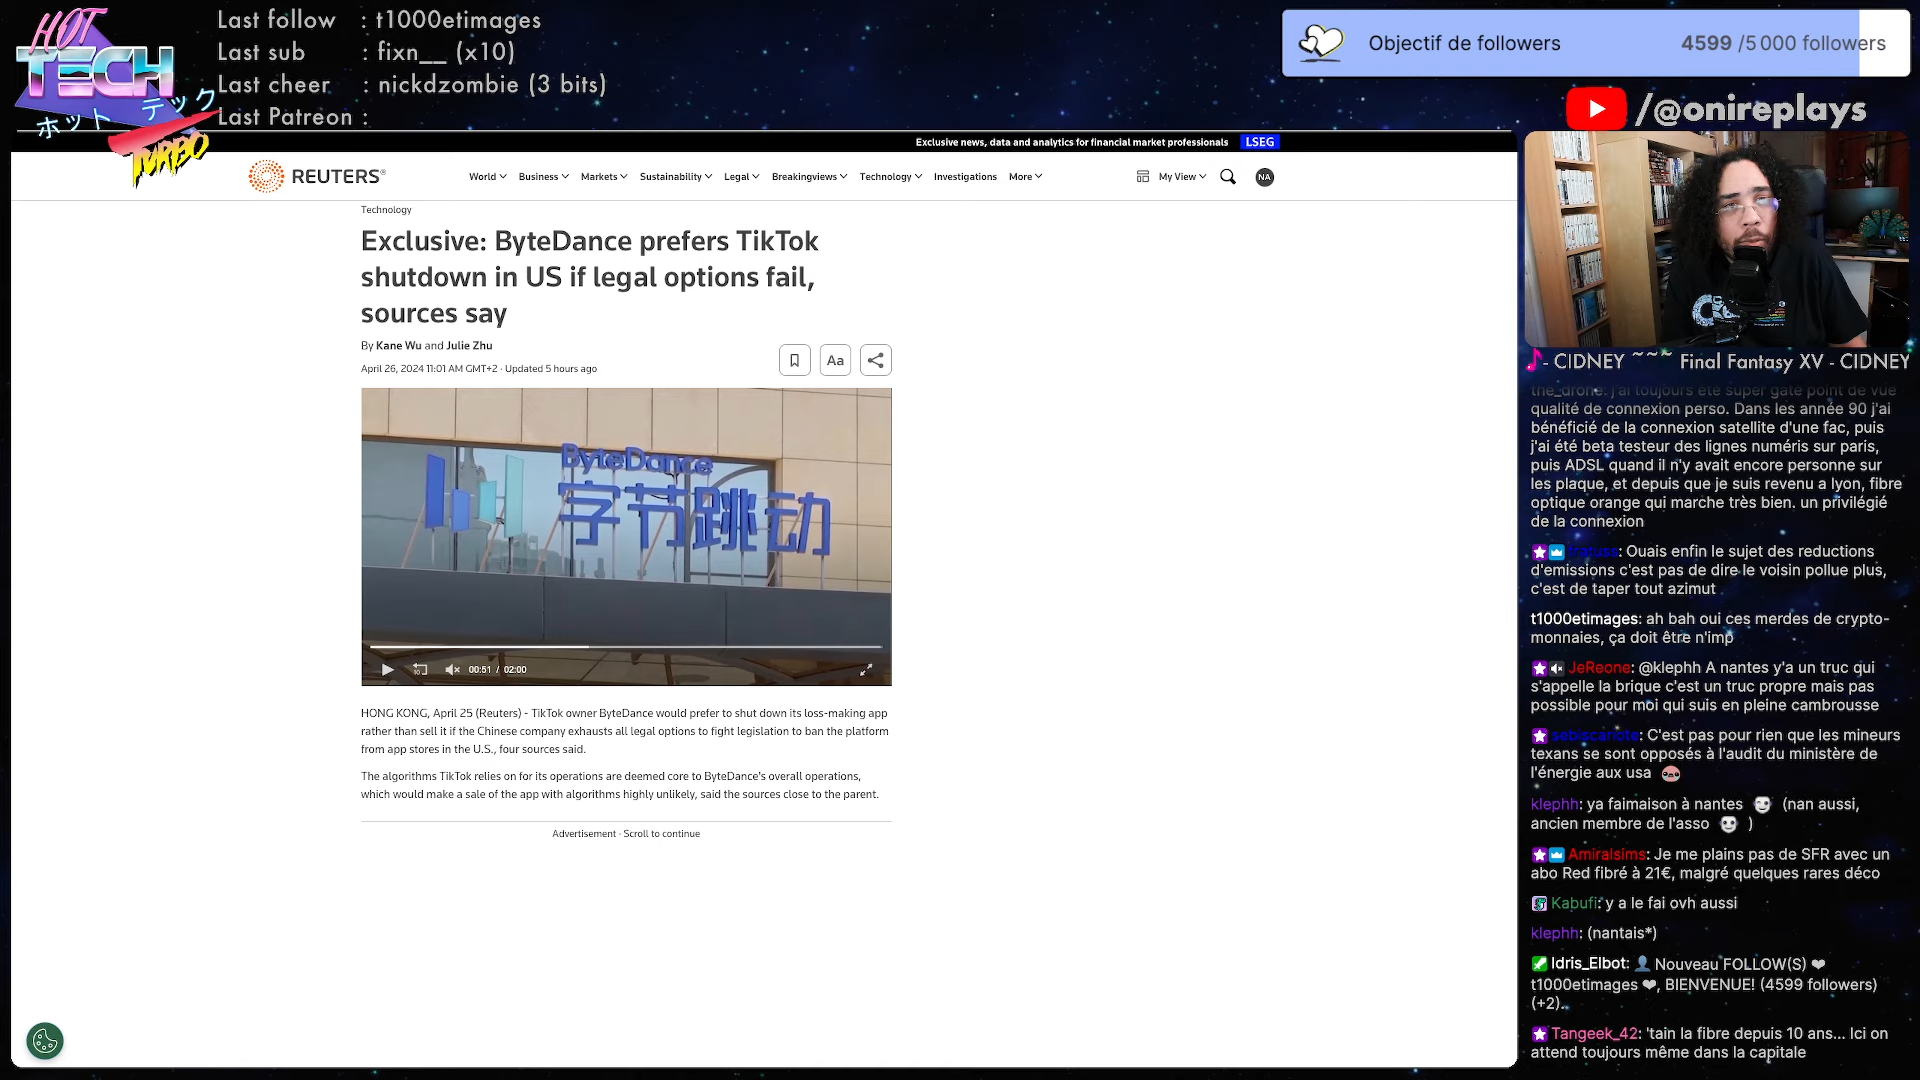 HOT
TECH
ホット テック
TURBO
Last follow : t1000etimages
Last sub : fixn__ (x10)
Last cheer : nickdzombie (3 bits)
Last Patreon :
Objectif de followers 4599 /5 000 followers
/@onireplays
Exclusive news, data and analytics for financial market professionals LSEG
REUTERS®
World Business Markets Sustainability Legal Breakingviews Technology Investigations More My View NA
Technology
Exclusive: ByteDance prefers TikTok
shutdown in US if legal options fail,
sources say
By Kane Wu and Julie Zhu
April 26, 2024 11:01 AM GMT+2 · Updated 5 hours ago
Aa
ByteDance
字节跳动
10
00:51 / 02:00
HONG KONG, April 25 (Reuters) - TikTok owner ByteDance would prefer to shut down its loss-making app
rather than sell it if the Chinese company exhausts all legal options to fight legislation to ban the platform
from app stores in the U.S., four sources said.
The algorithms TikTok relies on for its operations are deemed core to ByteDance's overall operations,
which would make a sale of the app with algorithms highly unlikely, said the sources close to the parent.
Advertisement · Scroll to continue
- CIDNEY ~~~ Final Fantasy XV - CIDNEY
the_drone: j'ai toujours été super gâté point de vue
qualité de connexion perso. Dans les année 90 j'ai
bénéficié de la connexion satellite d'une fac, puis
j'ai été beta testeur des lignes numéris sur paris,
puis ADSL quand il n'y avait encore personne sur
les plaque, et depuis que je suis revenu a lyon, fibre
optique orange qui marche très bien. un privilégié
de la connexion
tratuss: Ouais enfin le sujet des reductions
d'emissions c'est pas de dire le voisin pollue plus,
c'est de taper tout azimut
t1000etimages: ah bah oui ces merdes de crypto-
monnaies, ça doit être n'imp
JeReone: @klephh A nantes y'a un truc qui
s'appelle la brique c'est un truc propre mais pas
possible pour moi qui suis en pleine cambrousse
sebiscariote: C'est pas pour rien que les mineurs
texans se sont opposés à l'audit du ministère de
l'énergie aux usa
klephh: ya faimaison à nantes (nan aussi,
ancien membre de l'asso )
Amiralsims: Je me plains pas de SFR avec un
abo Red fibré à 21€, malgré quelques rares déco
Kabufi: y a le fai ovh aussi
klephh: (nantais*)
Idris_Elbot: Nouveau FOLLOW(S) ❤
t1000etimages ❤, BIENVENUE! (4599 followers)
(+2).
Tangeek_42: 'tain la fibre depuis 10 ans... Ici on
attend toujours même dans la capitale